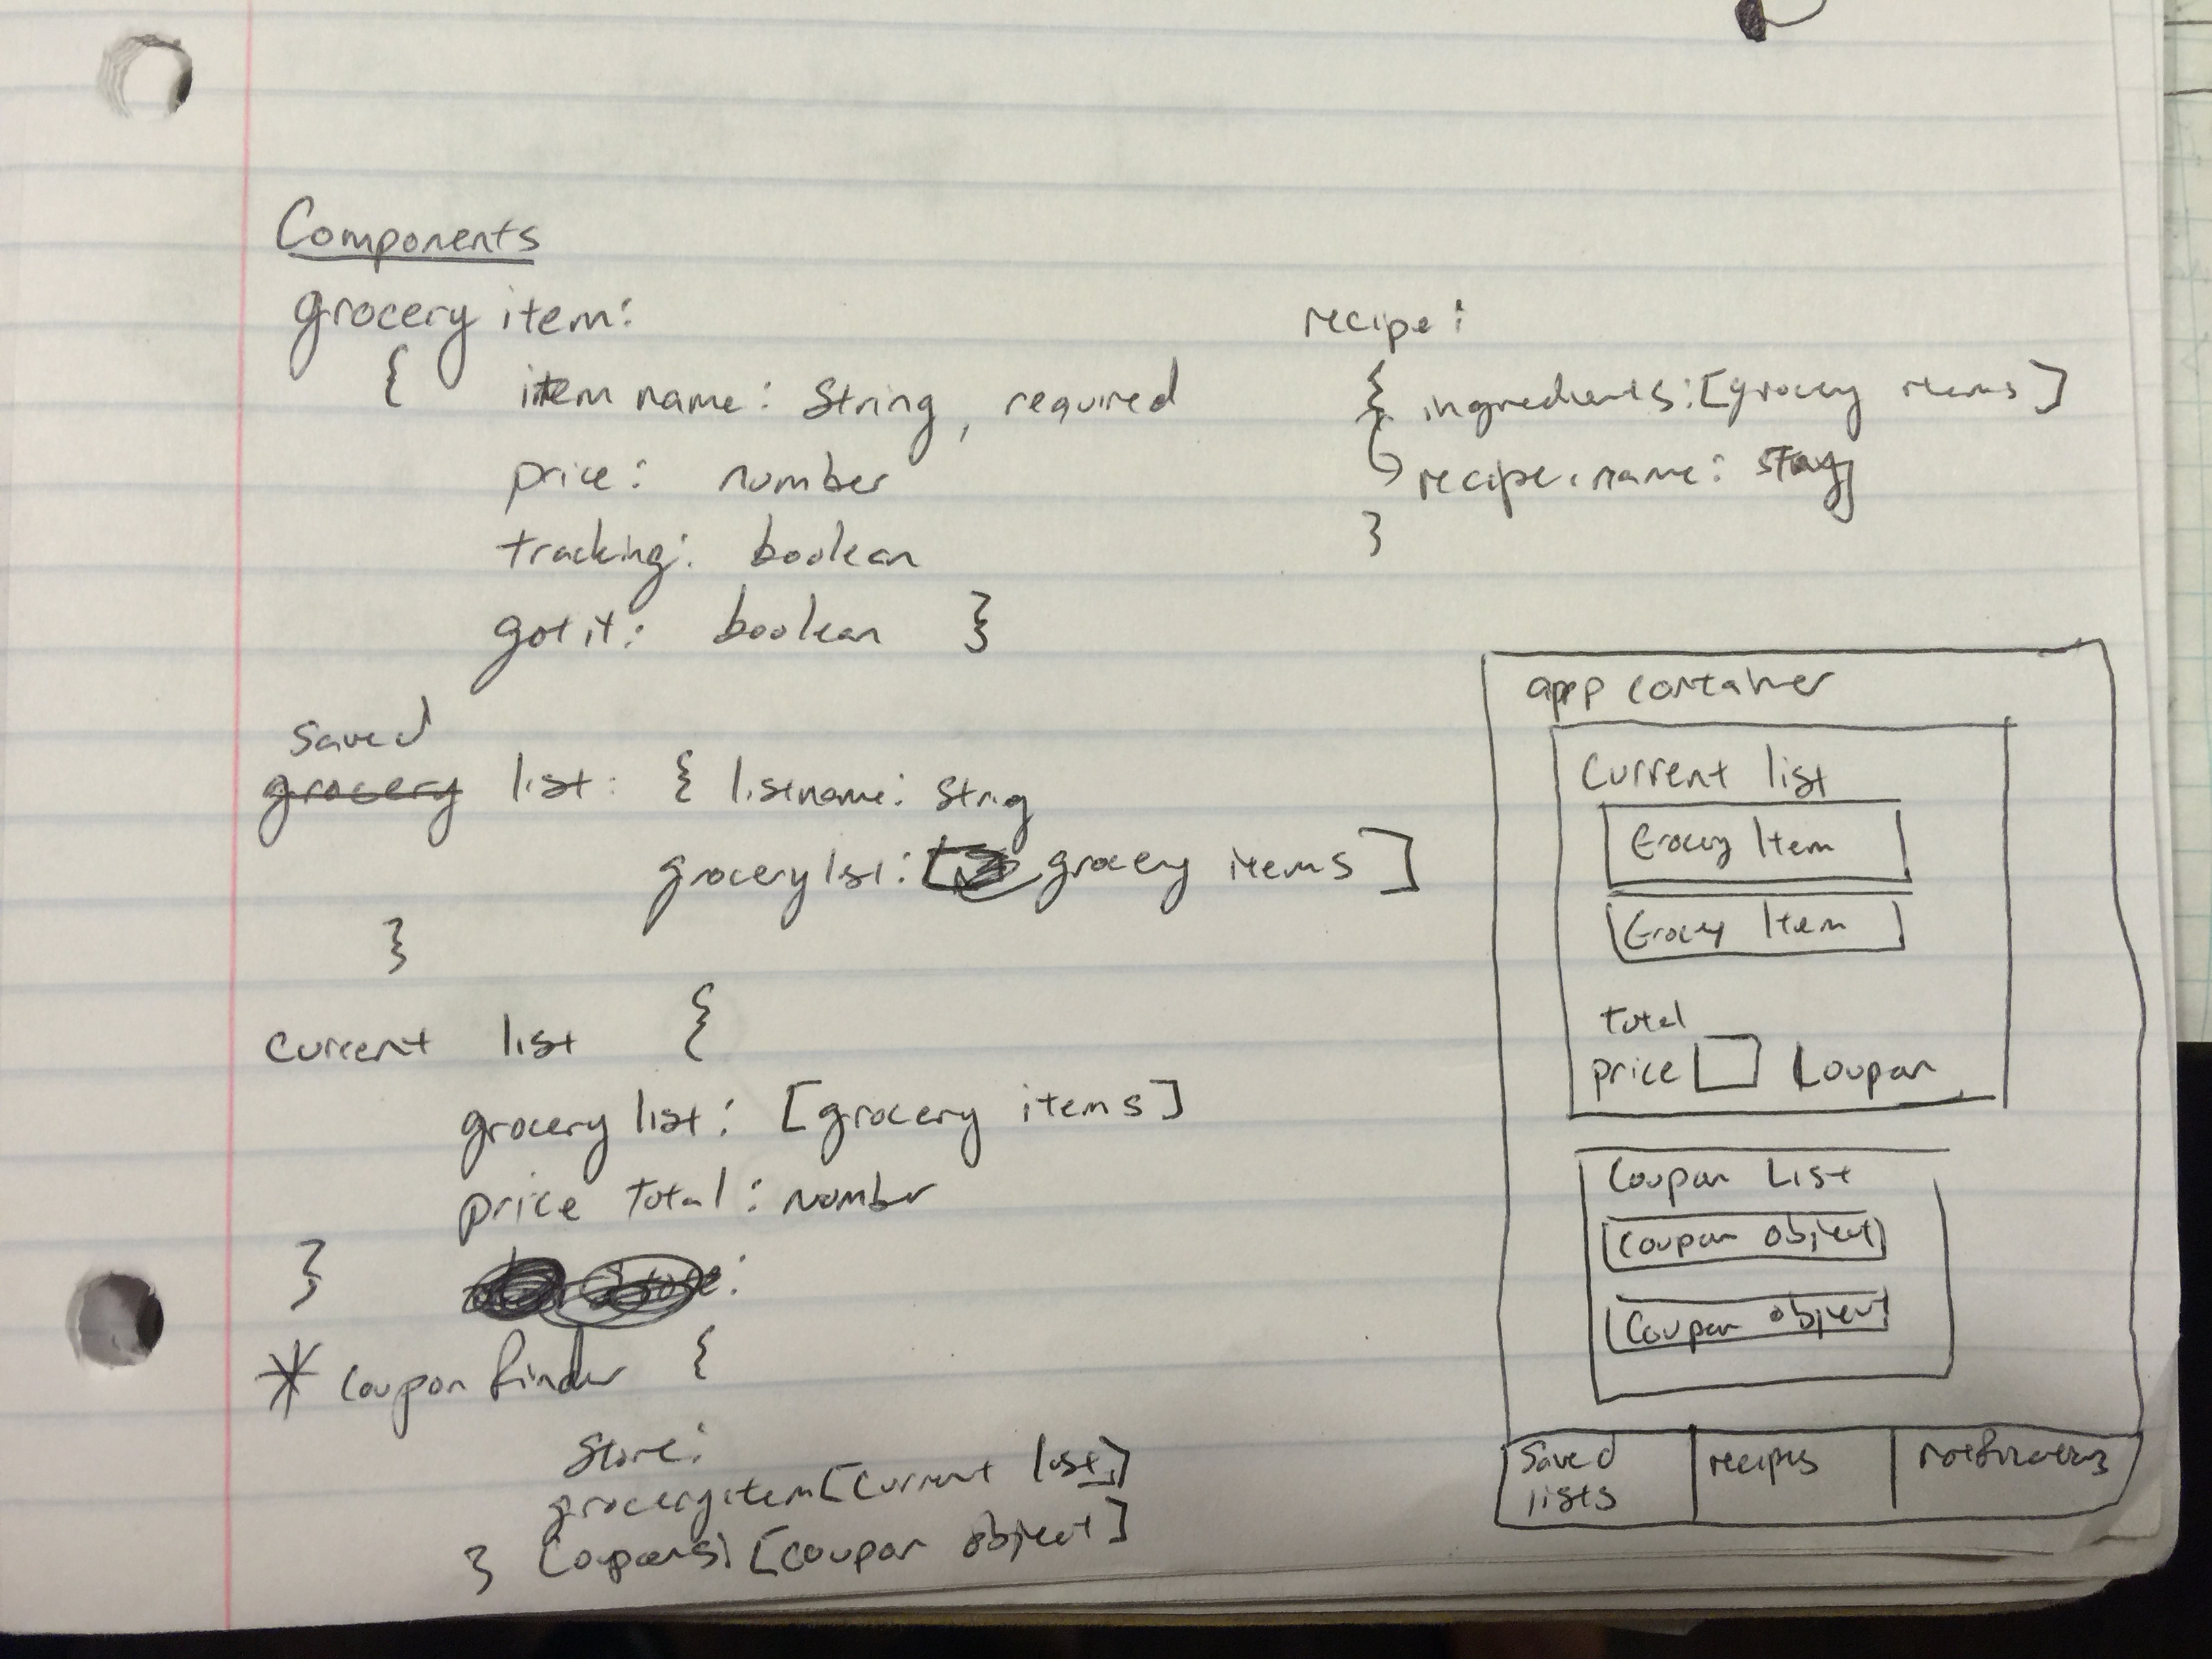 Components
grocery item:
{ item name: String, required
price: number
tracking: boolean
got it: boolean }
recipe:
{ ingredients: [grocery items]
recipe.name: string
}
saved
grocery list: { listname: String
grocerylist: [ grocery items ]
}
current list {
grocery list: [grocery items]
price total: number
}
* coupon finder {
store:
groceryitem[current list]
} Coupons: [coupon object]
app container
Current list
Grocery Item
Grocery Item
total
price Coupon
Coupon List
Coupon object
Coupon object
Saved
lists
recipes
notifications